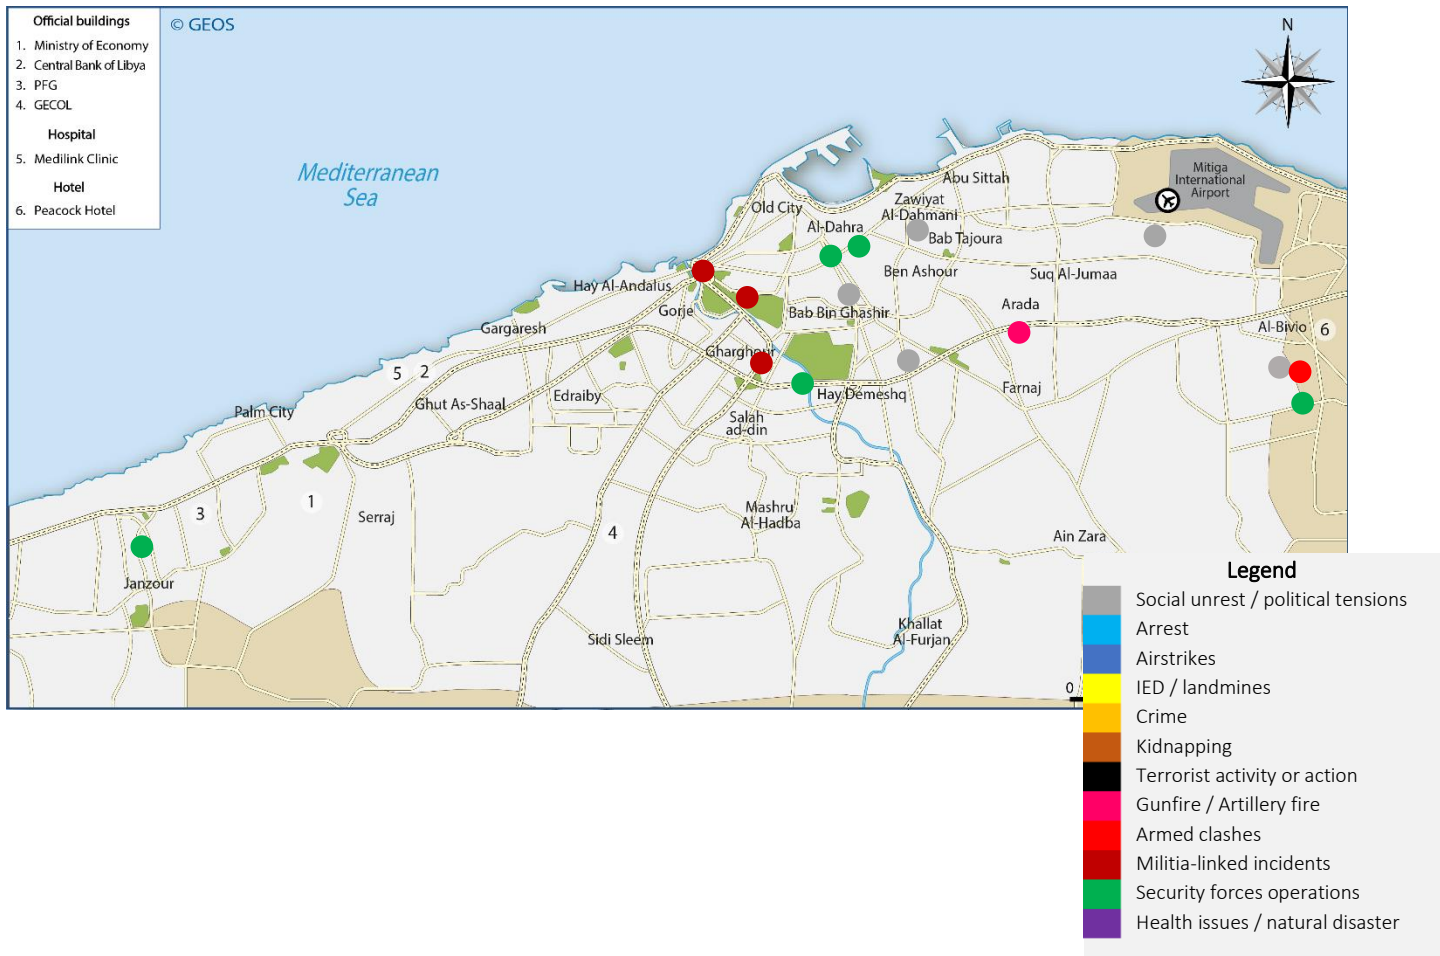 Official buildings
1. Ministry of Economy
2. Central Bank of Libya
3. PFG
4. GECOL
Hospital
5. Medilink Clinic
Hotel
6. Peacock Hotel
© GEOS
N
Mediterranean
Sea
Mitiga
International
Airport
Abu Sittah
Zawiyat
Al-Dahmani
Old City
Al-Dahra
Bab Tajoura
Ben Ashour
Suq Al-Jumaa
Hay Al-Andalus
Gorje
Bab Bin Ghashir
Arada
Gargaresh
Al-Bivio
6
Gharghour
5
2
Edraiby
Hay Demeshq
Farnaj
Palm City
Ghut As-Shaal
Salah
ad-din
1
3
Serraj
4
Mashru
Al-Hadba
Ain Zara
Janzour
Sidi Sleem
Khallat
Al-Furjan
0
Legend
Social unrest / political tensions
Arrest
Airstrikes
IED / landmines
Crime
Kidnapping
Terrorist activity or action
Gunfire / Artillery fire
Armed clashes
Militia-linked incidents
Security forces operations
Health issues / natural disaster